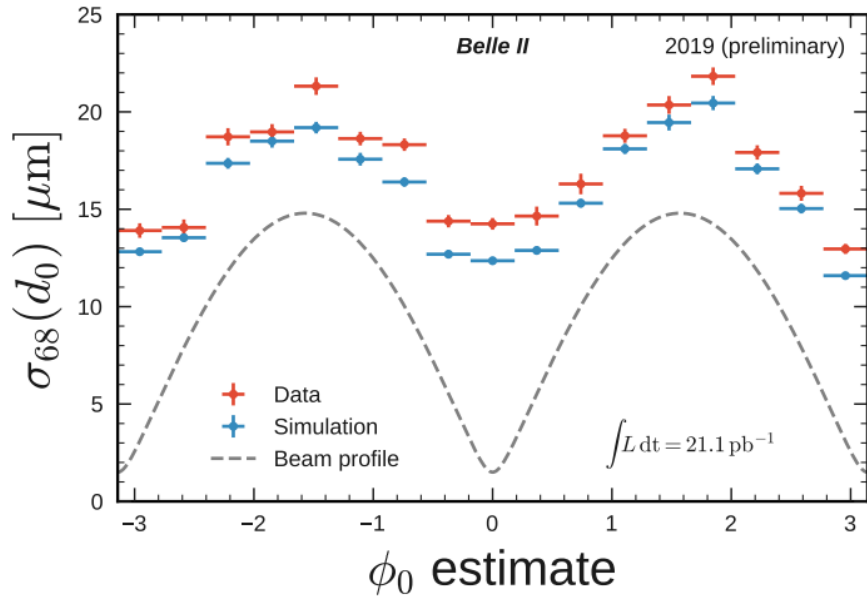 Belle II 2019 (preliminary)
σ₆₈(d₀) [μm]
25
20
15
10
5
0
Data
Simulation
Beam profile
∫L dt = 21.1 pb⁻¹
−3 −2 −1 0 1 2 3
ϕ₀ estimate